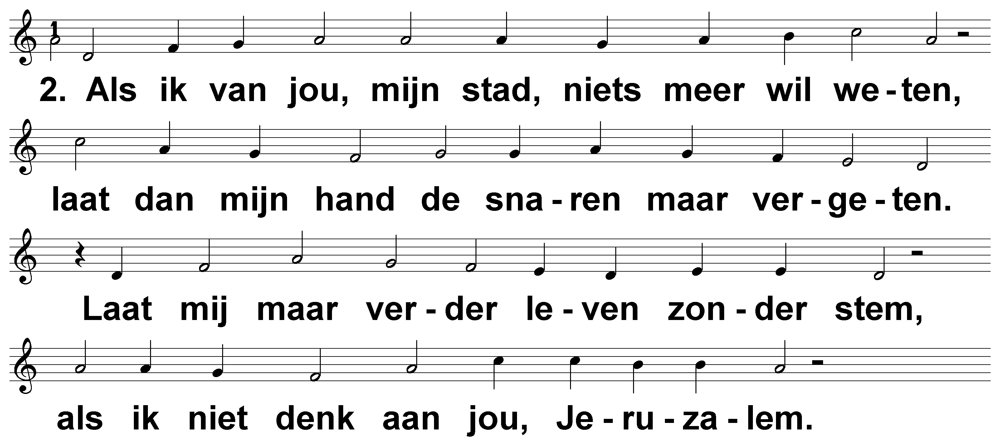 1
2. Als ik van jou, mijn stad, niets meer wil we - ten,
laat dan mijn hand de sna - ren maar ver - ge - ten.
Laat mij maar ver - der le - ven zon - der stem,
als ik niet denk aan jou, Je - ru - za - lem.